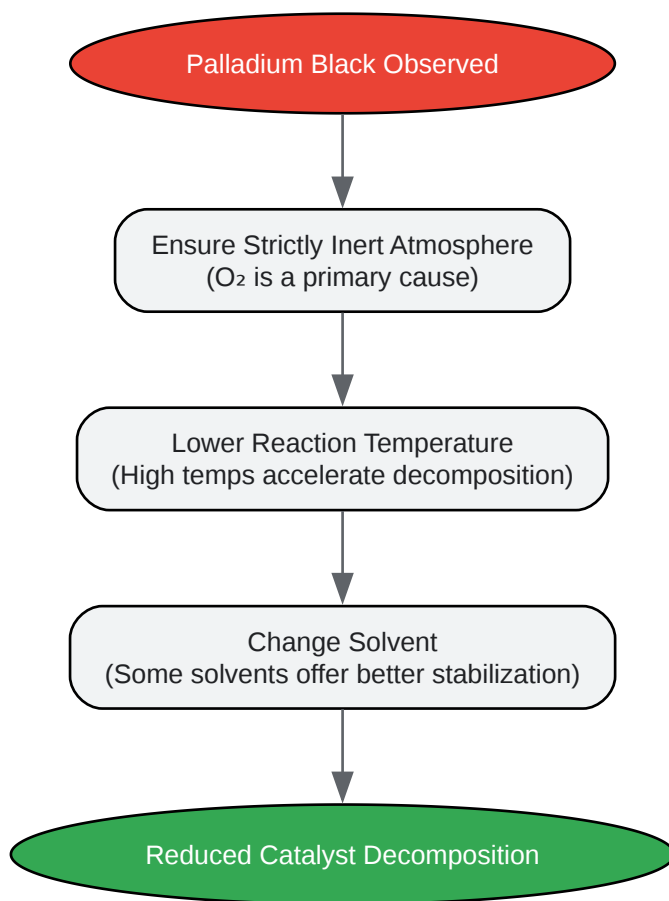 Palladium Black Observed
Ensure Strictly Inert Atmosphere
(O₂ is a primary cause)
Lower Reaction Temperature
(High temps accelerate decomposition)
Change Solvent
(Some solvents offer better stabilization)
Reduced Catalyst Decomposition